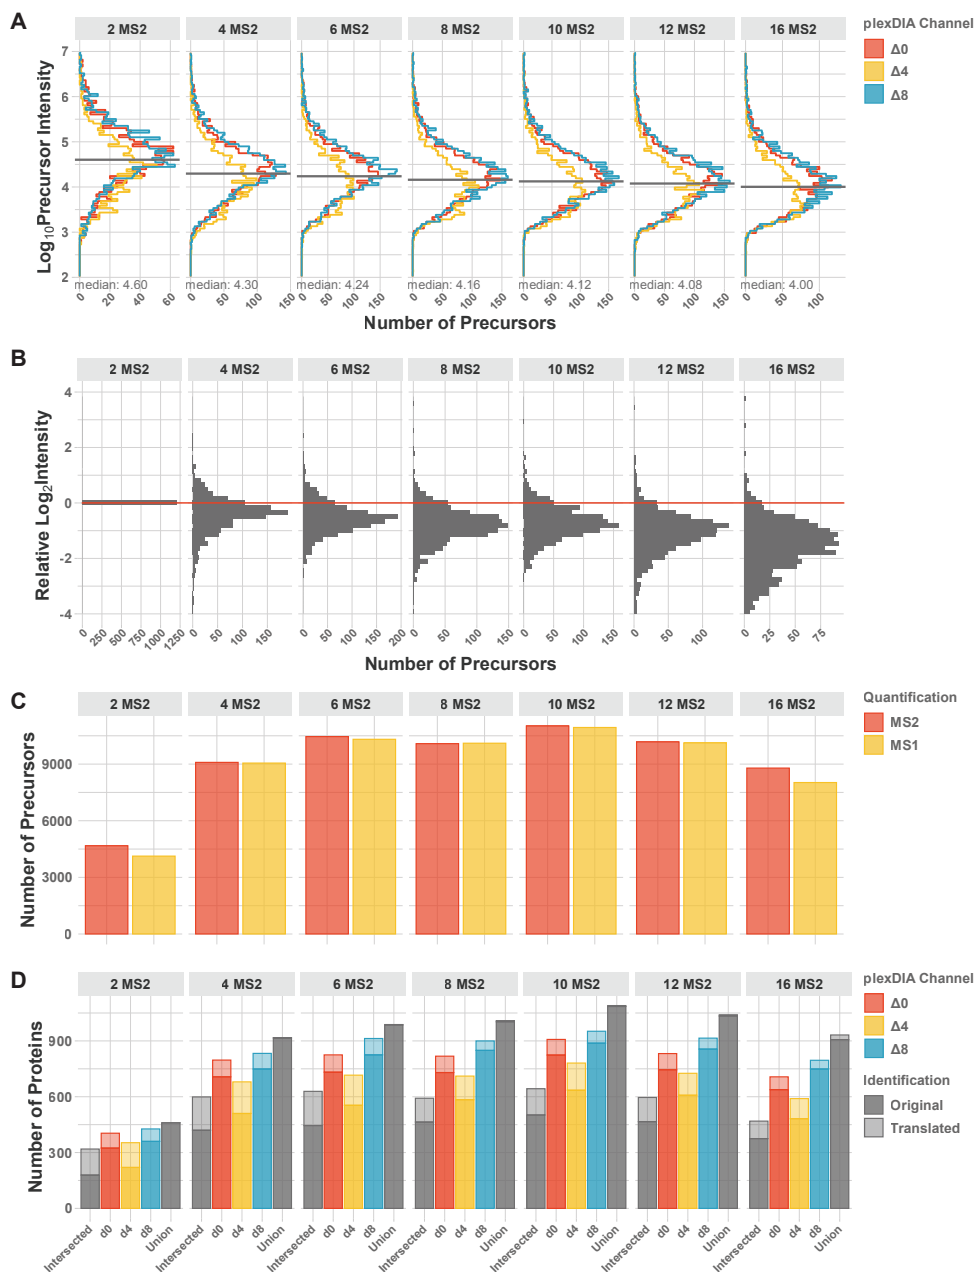 A
2 MS2
4 MS2
6 MS2
8 MS2
10 MS2
12 MS2
16 MS2
plexDIA Channel
Δ0
Δ4
Δ8
Log10Precursor Intensity
7
6
5
4
3
2
median: 4.60
median: 4.30
median: 4.24
median: 4.16
median: 4.12
median: 4.08
median: 4.00
0 20 40 60
0 50 100 150
0 50 100 150
0 50 100 150
0 50 100 150
0 50 100 150
0 50 100
Number of Precursors
B
2 MS2
4 MS2
6 MS2
8 MS2
10 MS2
12 MS2
16 MS2
Relative Log2Intensity
4
2
0
-2
-4
0 250 500 750 1000 1250
0 50 100 150
0 50 100 150 200
0 50 100 150
0 50 100 150
0 50 100
0 25 50 75
Number of Precursors
C
2 MS2
4 MS2
6 MS2
8 MS2
10 MS2
12 MS2
16 MS2
Quantification
MS2
MS1
Number of Precursors
9000
6000
3000
0
D
2 MS2
4 MS2
6 MS2
8 MS2
10 MS2
12 MS2
16 MS2
plexDIA Channel
Δ0
Δ4
Δ8
Identification
Original
Translated
Number of Proteins
900
600
300
0
Intersected d0 d4 d8 Union
Intersected d0 d4 d8 Union
Intersected d0 d4 d8 Union
Intersected d0 d4 d8 Union
Intersected d0 d4 d8 Union
Intersected d0 d4 d8 Union
Intersected d0 d4 d8 Union